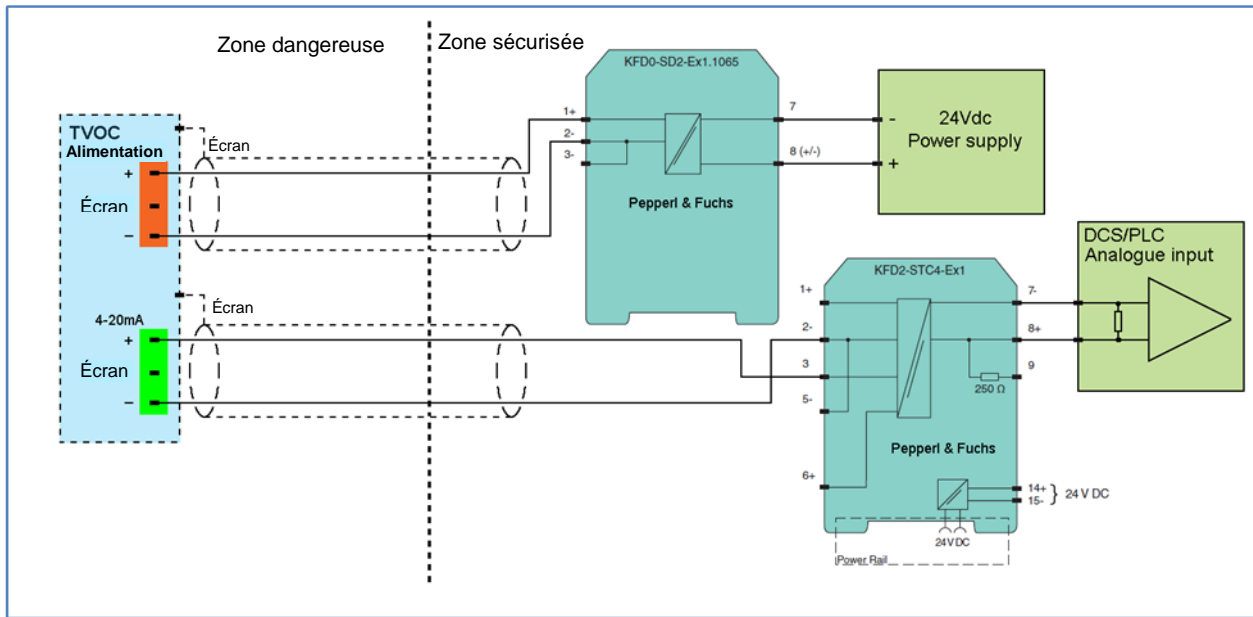 Zone dangereuse
Zone sécurisée
TVOC
Alimentation
+
Écran
–
Écran
4-20mA
+
Écran
–
Écran
KFD0-SD2-Ex1.1065
1+
2-
3-
7
8 (+/-)
Pepperl & Fuchs
-
+
24Vdc
Power supply
KFD2-STC4-Ex1
1+
2-
3
5-
6+
7-
8+
9
250 Ω
Pepperl & Fuchs
14+
15-
} 24 V DC
24V DC
Power Rail
DCS/PLC
Analogue input